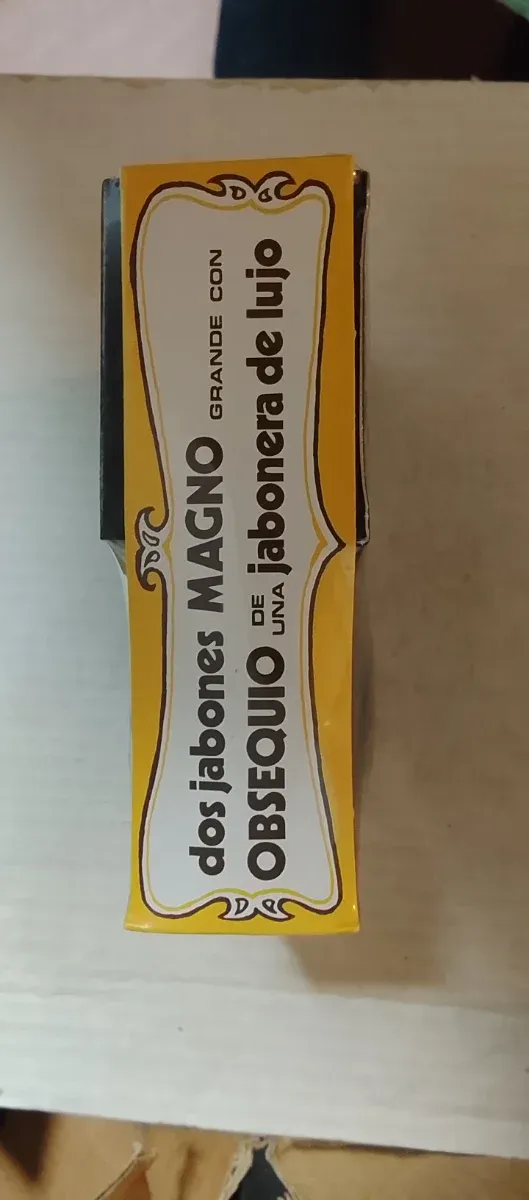 dos jabones MAGNO GRANDE CON
OBSEQUIO DE UNA jabonera de lujo